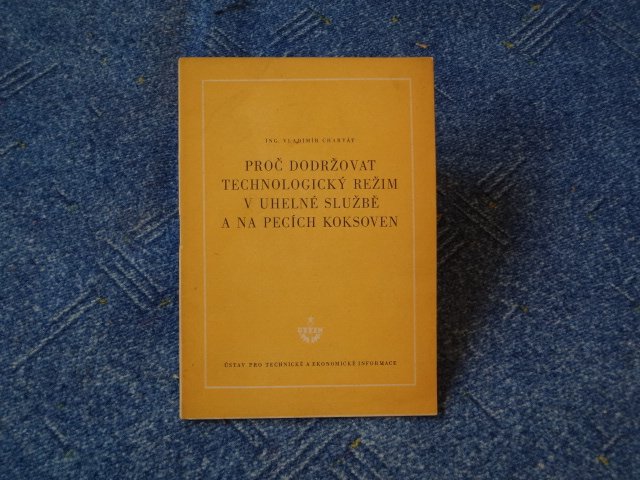 ING. VLADIMÍR CHARVÁT
PROČ DODRŽOVAT
TECHNOLOGICKÝ REŽIM
V UHELNÉ SLUŽBĚ
A NA PECÍCH KOKSOVEN
ÚSTAV PRO TECHNICKÉ A EKONOMICKÉ INFORMACE